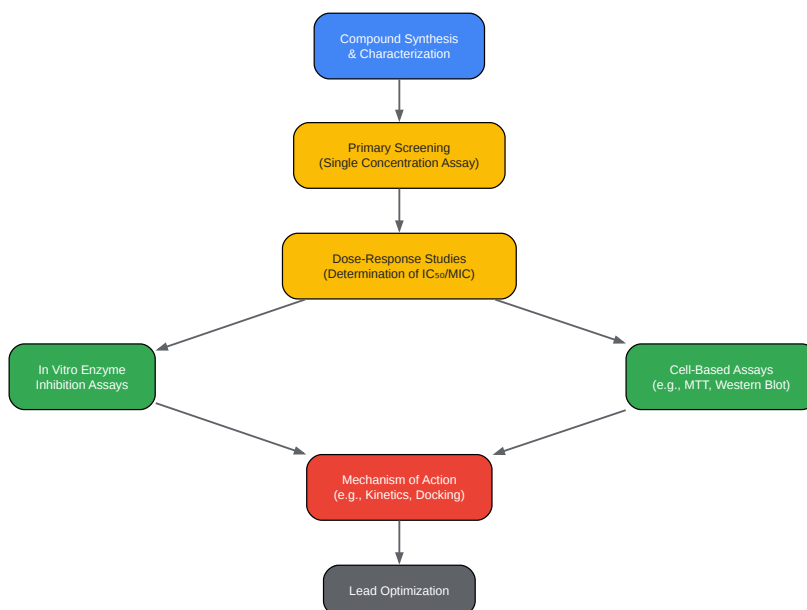 Compound Synthesis
& Characterization
Primary Screening
(Single Concentration Assay)
Dose-Response Studies
(Determination of IC₅₀/MIC)
In Vitro Enzyme
Inhibition Assays
Cell-Based Assays
(e.g., MTT, Western Blot)
Mechanism of Action
(e.g., Kinetics, Docking)
Lead Optimization